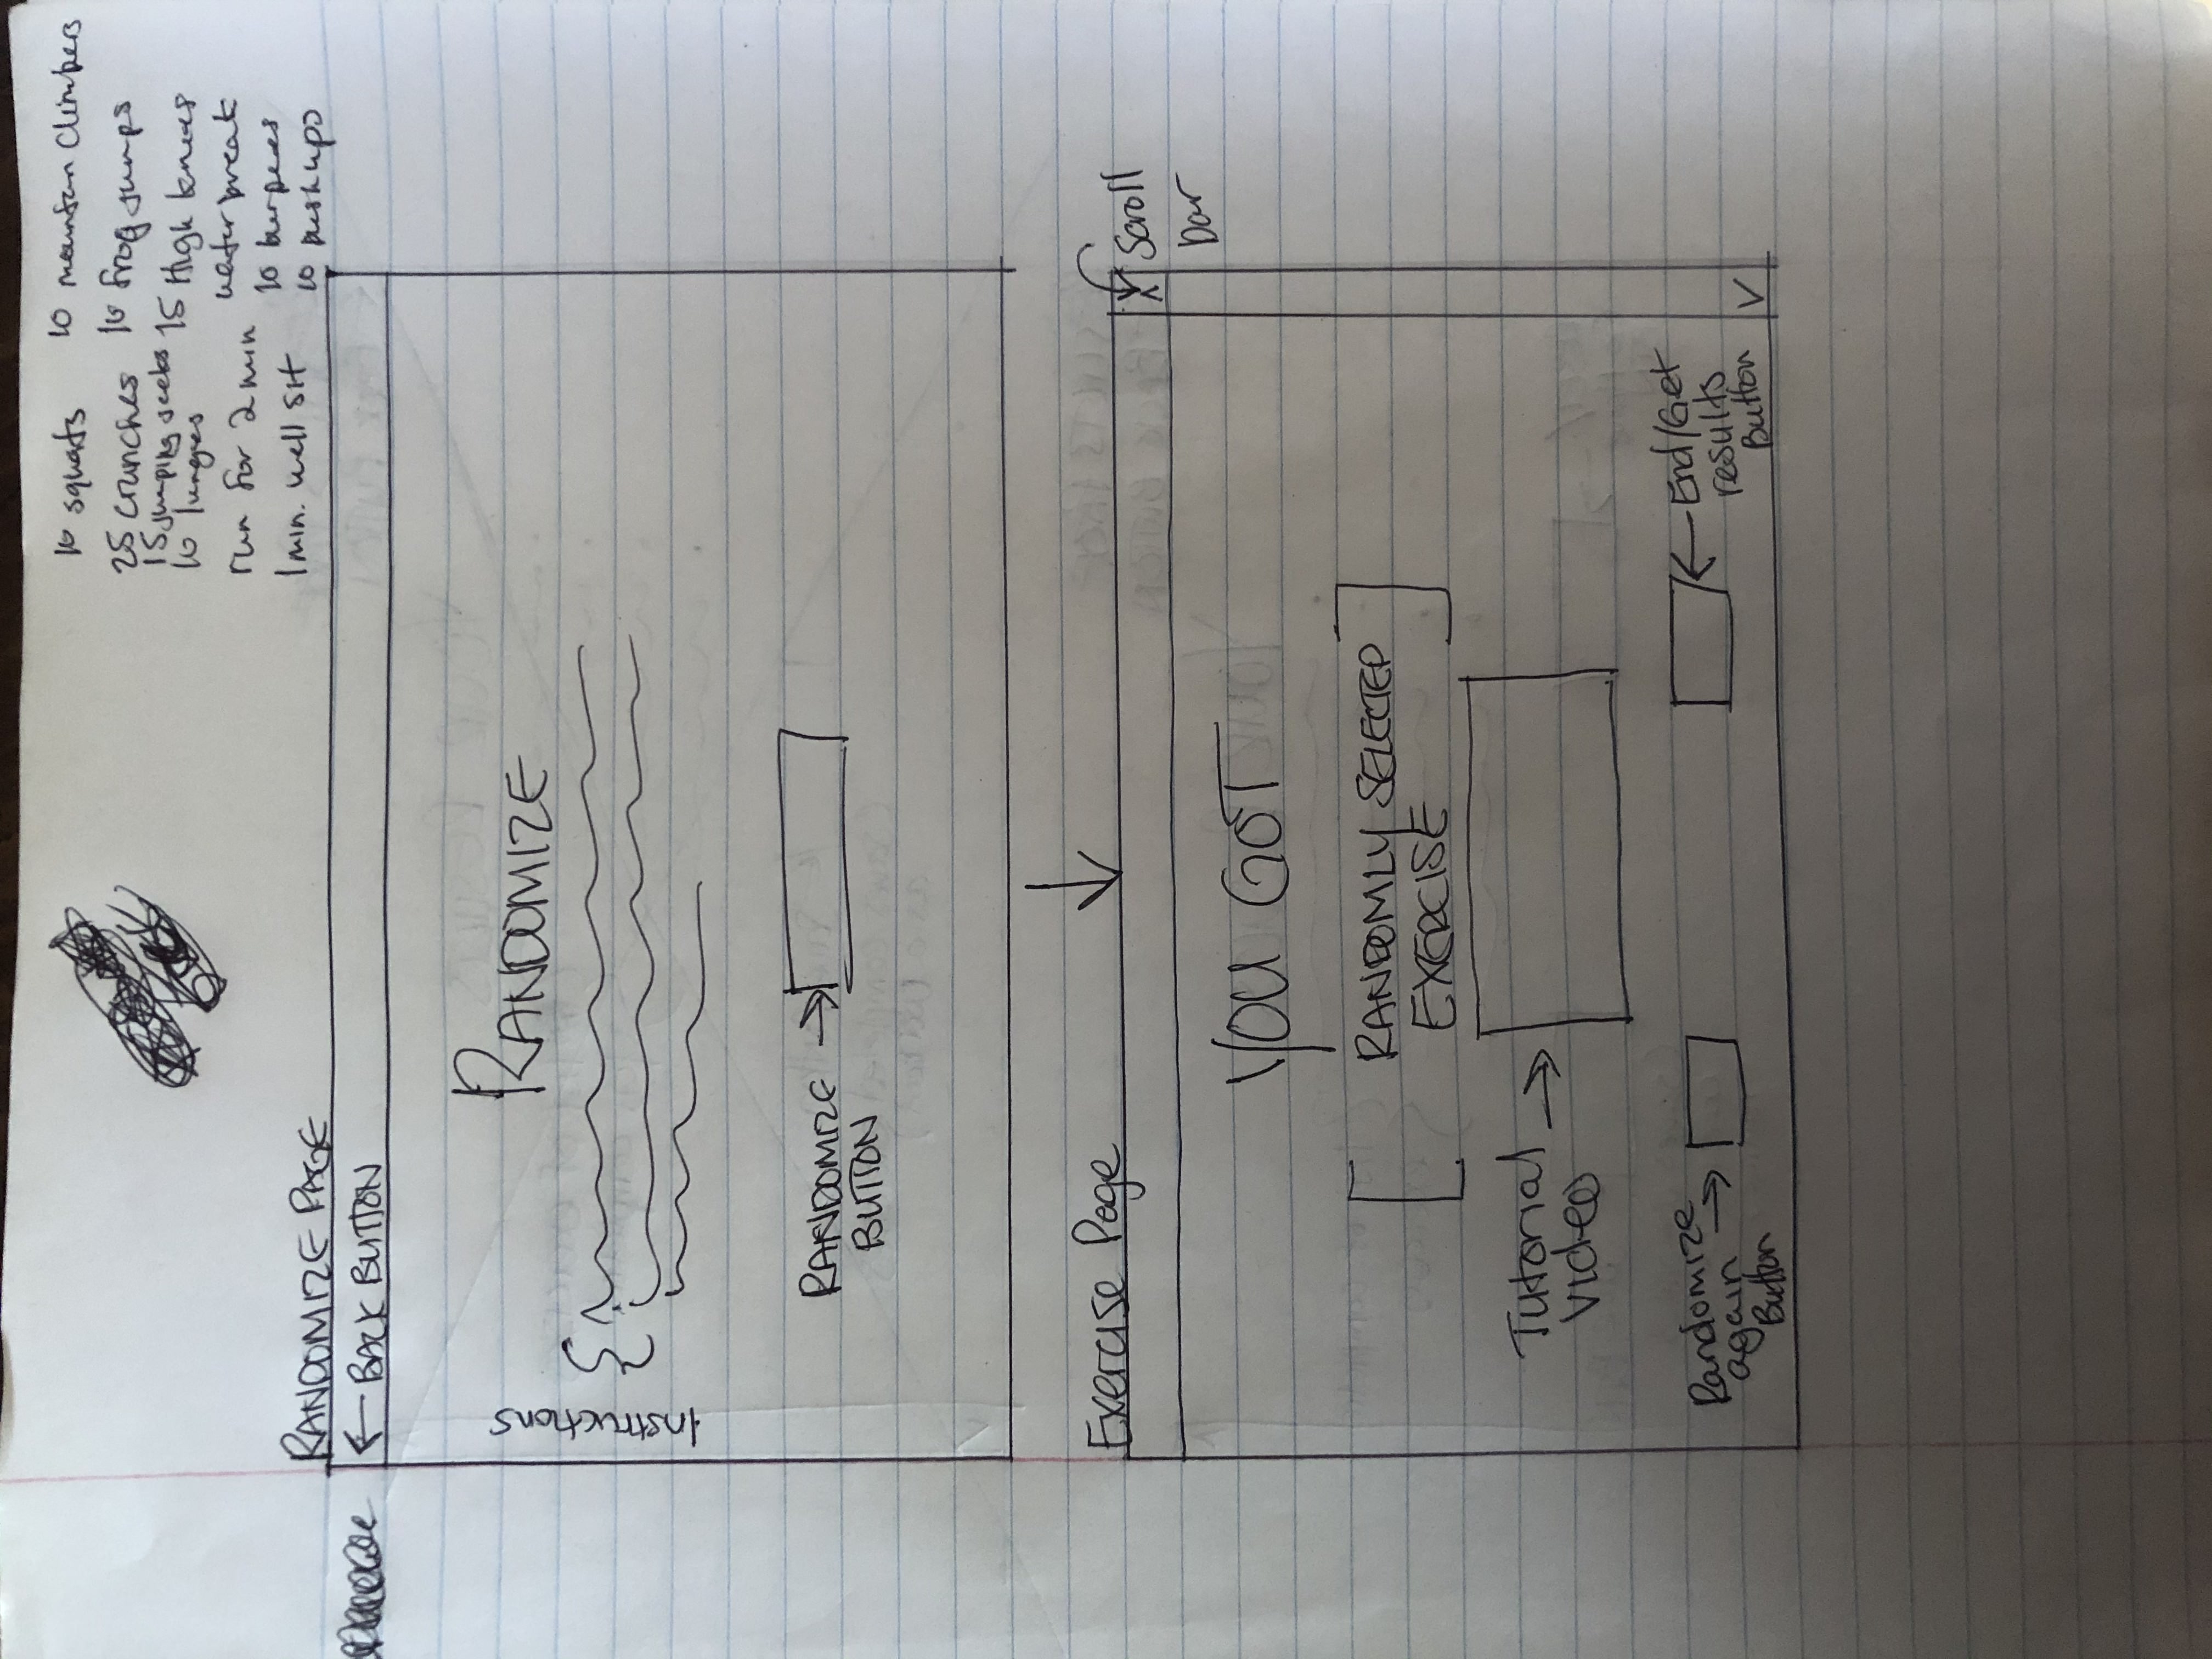 10 squats
25 crunches
15 jumping jacks
10 lunges
run for 2 min
1 min. wall sit
10 mountain climbers
10 frog jumps
15 High knees
water break
10 burpees
10 push ups
RANDOMIZE PAGE
← BACK BUTTON
RANDOMIZE
Instructions
RANDOMIZE
BUTTON
Exercise Page
Scroll
bar
YOU GOT
RANDOMLY SELECTED
EXERCISE
Tutorial
video
Randomize
again
Button
End/Get
results
Button